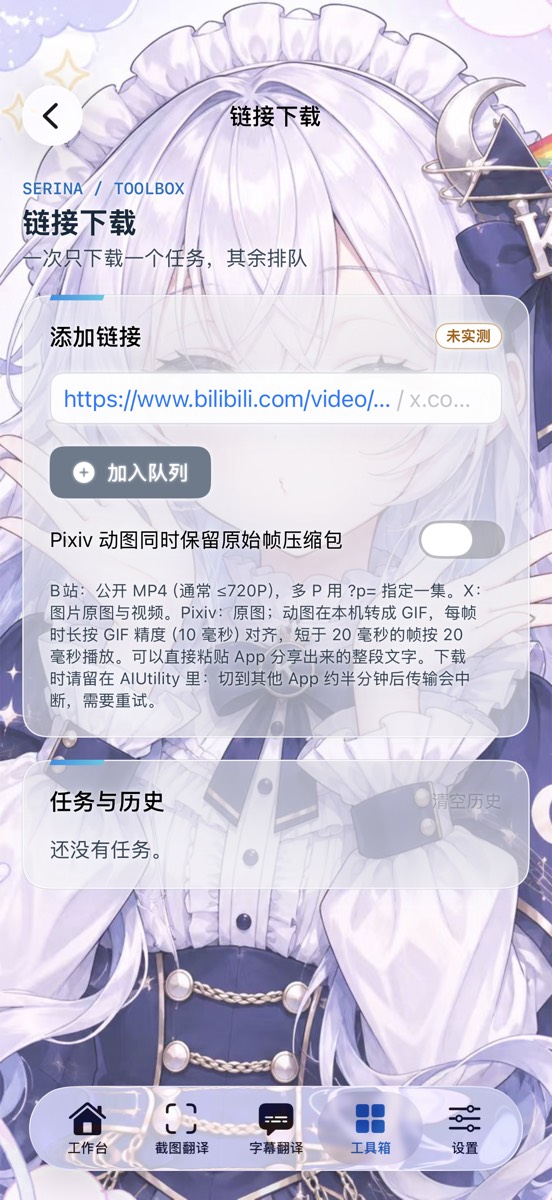 链接下载
SERINA / TOOLBOX
链接下载
一次只下载一个任务，其余排队
添加链接
未实测
https://www.bilibili.com/video/... / x.co...
加入队列
Pixiv 动图同时保留原始帧压缩包
B站：公开 MP4 (通常 ≤720P)，多 P 用 ?p= 指定一集。X：
图片原图与视频。Pixiv：原图；动图在本机转成 GIF，每帧
时长按 GIF 精度 (10 毫秒) 对齐，短于 20 毫秒的帧按 20
毫秒播放。可以直接粘贴 App 分享出来的整段文字。下载
时请留在 AIUtility 里：切到其他 App 约半分钟后传输会中
断，需要重试。
任务与历史
清空历史
还没有任务。
工作台
截图翻译
字幕翻译
工具箱
设置